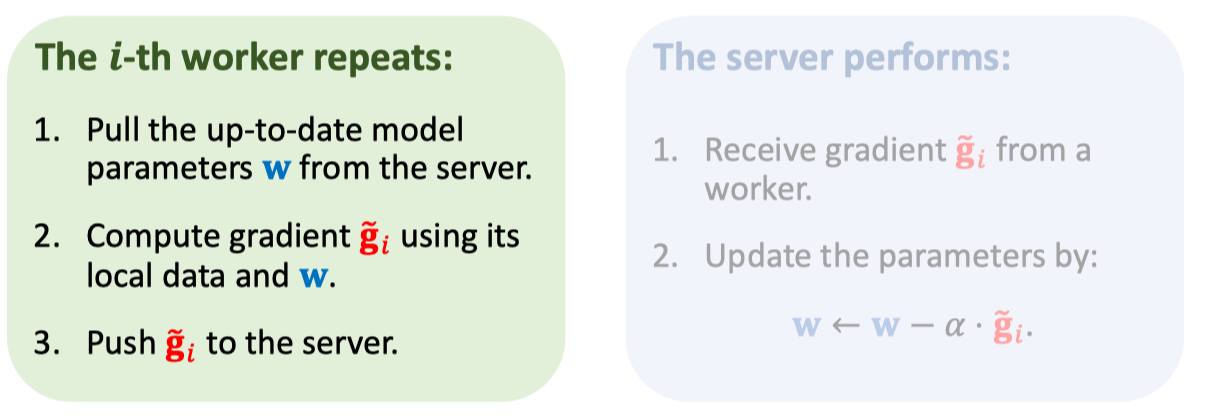 The i-th worker repeats:
1. Pull the up-to-date model
parameters w from the server.
2. Compute gradient g̃ᵢ using its
local data and w.
3. Push g̃ᵢ to the server.
The server performs:
1. Receive gradient g̃ᵢ from a
worker.
2. Update the parameters by:
w ← w − α · g̃ᵢ.